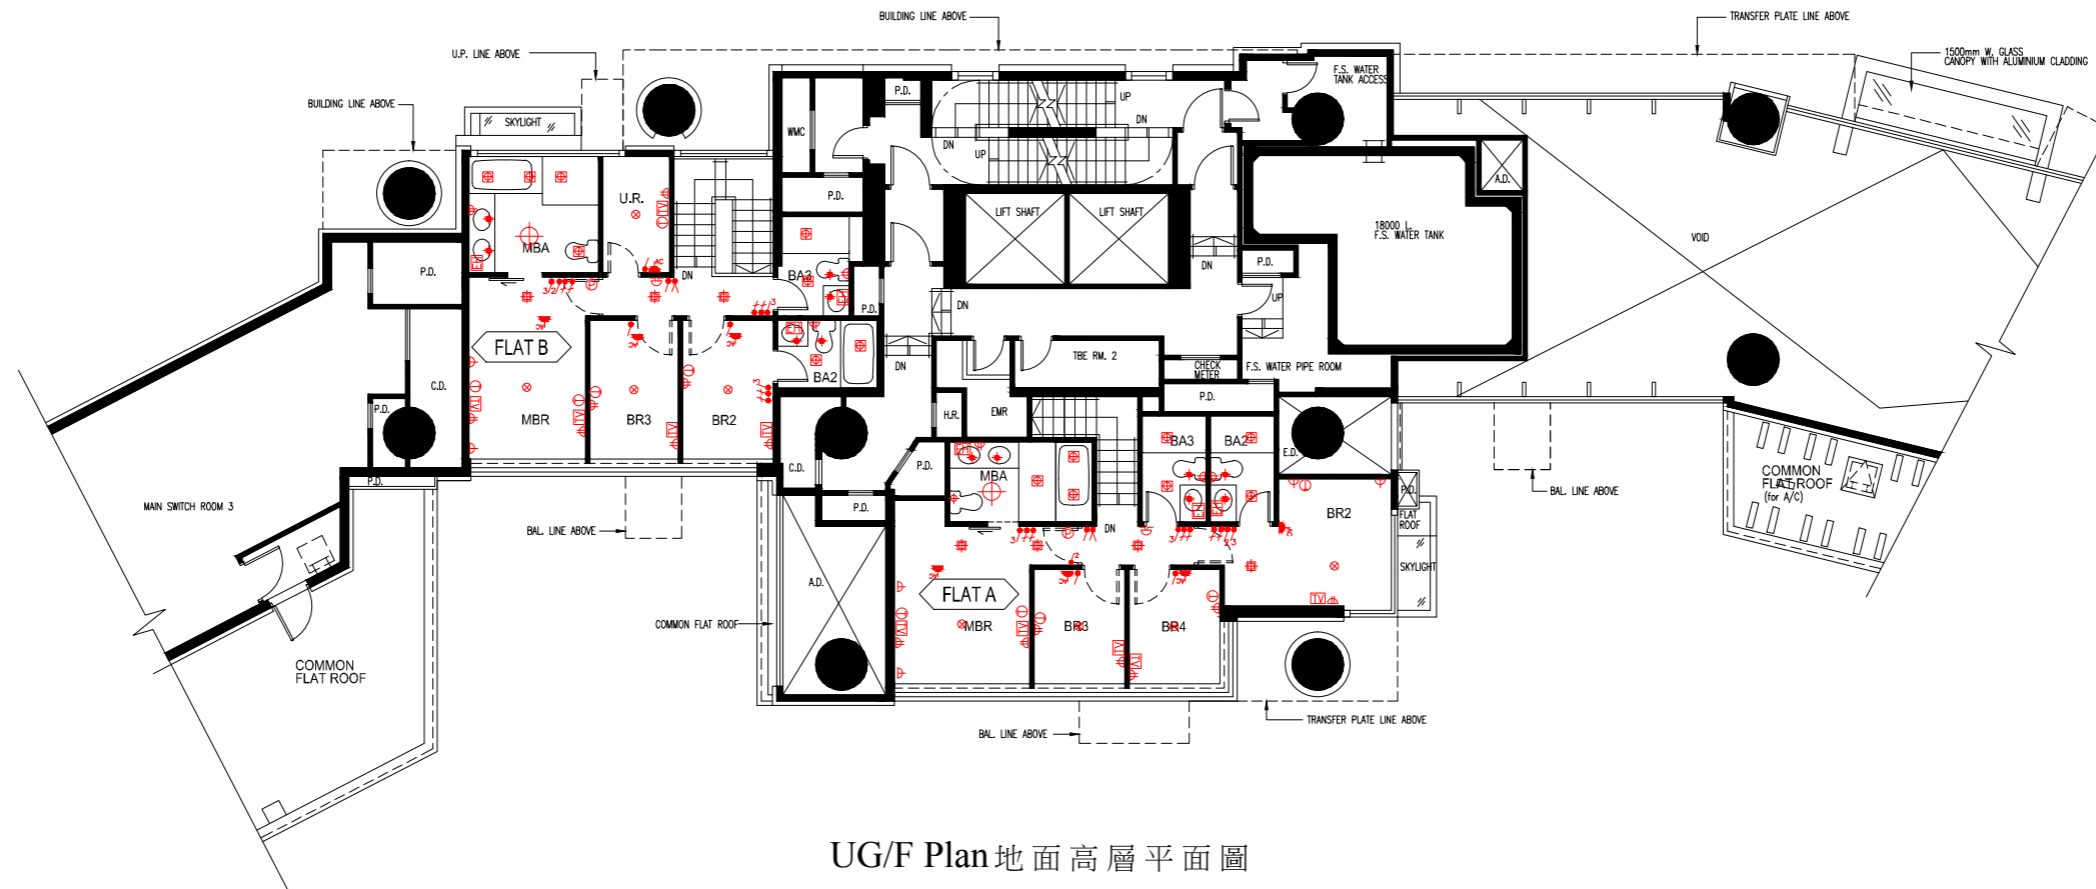 BUILDING LINE ABOVE
TRANSFER PLATE LINE ABOVE
U.P. LINE ABOVE
1500mm W. GLASS
CANOPY WITH ALUMINIUM CLADDING
F.S. WATER
TANK ACCESS
P.D.
UP
BUILDING LINE ABOVE
SKYLIGHT
DN
WMC
DN
UP
A.D.
U.R.
P.D.
LIFT SHAFT
LIFT SHAFT
18000 L.
F.S. WATER TANK
VOID
MBA
P.D.
DN
BA3
DN
P.D.
UP
P.D.
DN
FLAT B
TBE RM. 2
CHECK
METER
F.S. WATER PIPE ROOM
DN
BA2
C.D.
P.D.
P.D.
MBR
BR3
BR2
H.R.
EMR
BA3
BA2
E.D.
P.D.
C.D.
P.D.
MBA
COMMON
FLAT ROOF
(for A/C)
P.D.
BAL. LINE ABOVE
MAIN SWITCH ROOM 3
P.D.
BR2
FLAT
ROOF
BAL. LINE ABOVE
DN
SKYLIGHT
A.D.
FLAT A
COMMON FLAT ROOF
MBR
BR3
BR4
TV
COMMON
FLAT ROOF
TRANSFER PLATE LINE ABOVE
BAL. LINE ABOVE
UG/F Plan 地面高層平面圖